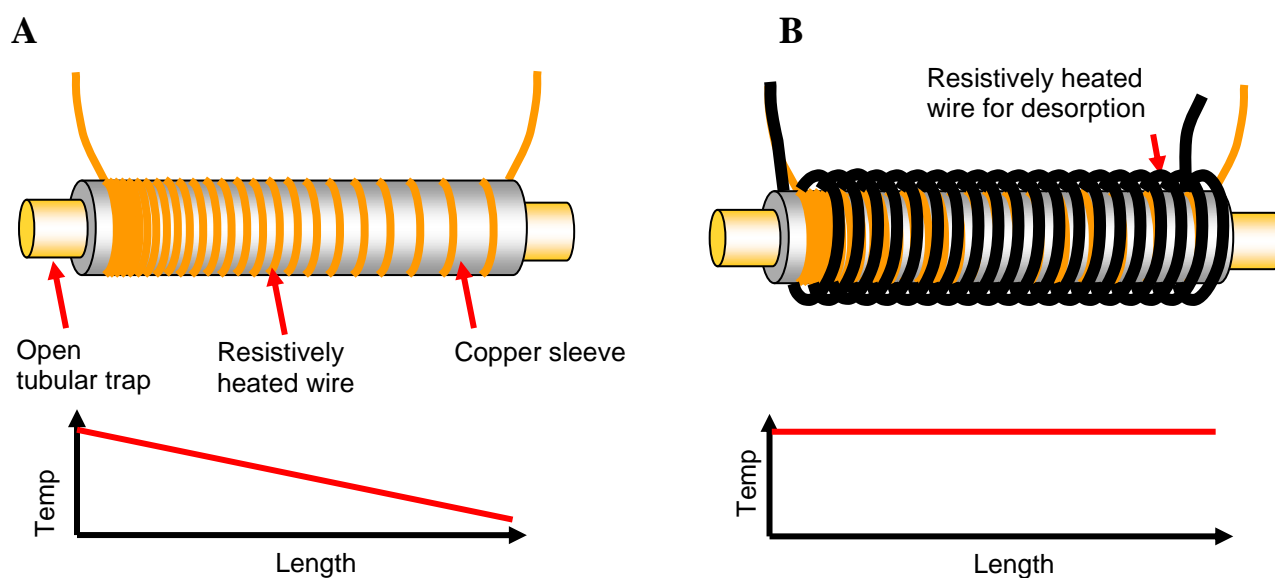 A
Open
tubular trap
Resistively
heated wire
Copper sleeve
Temp
Length
B
Resistively heated
wire for desorption
Temp
Length